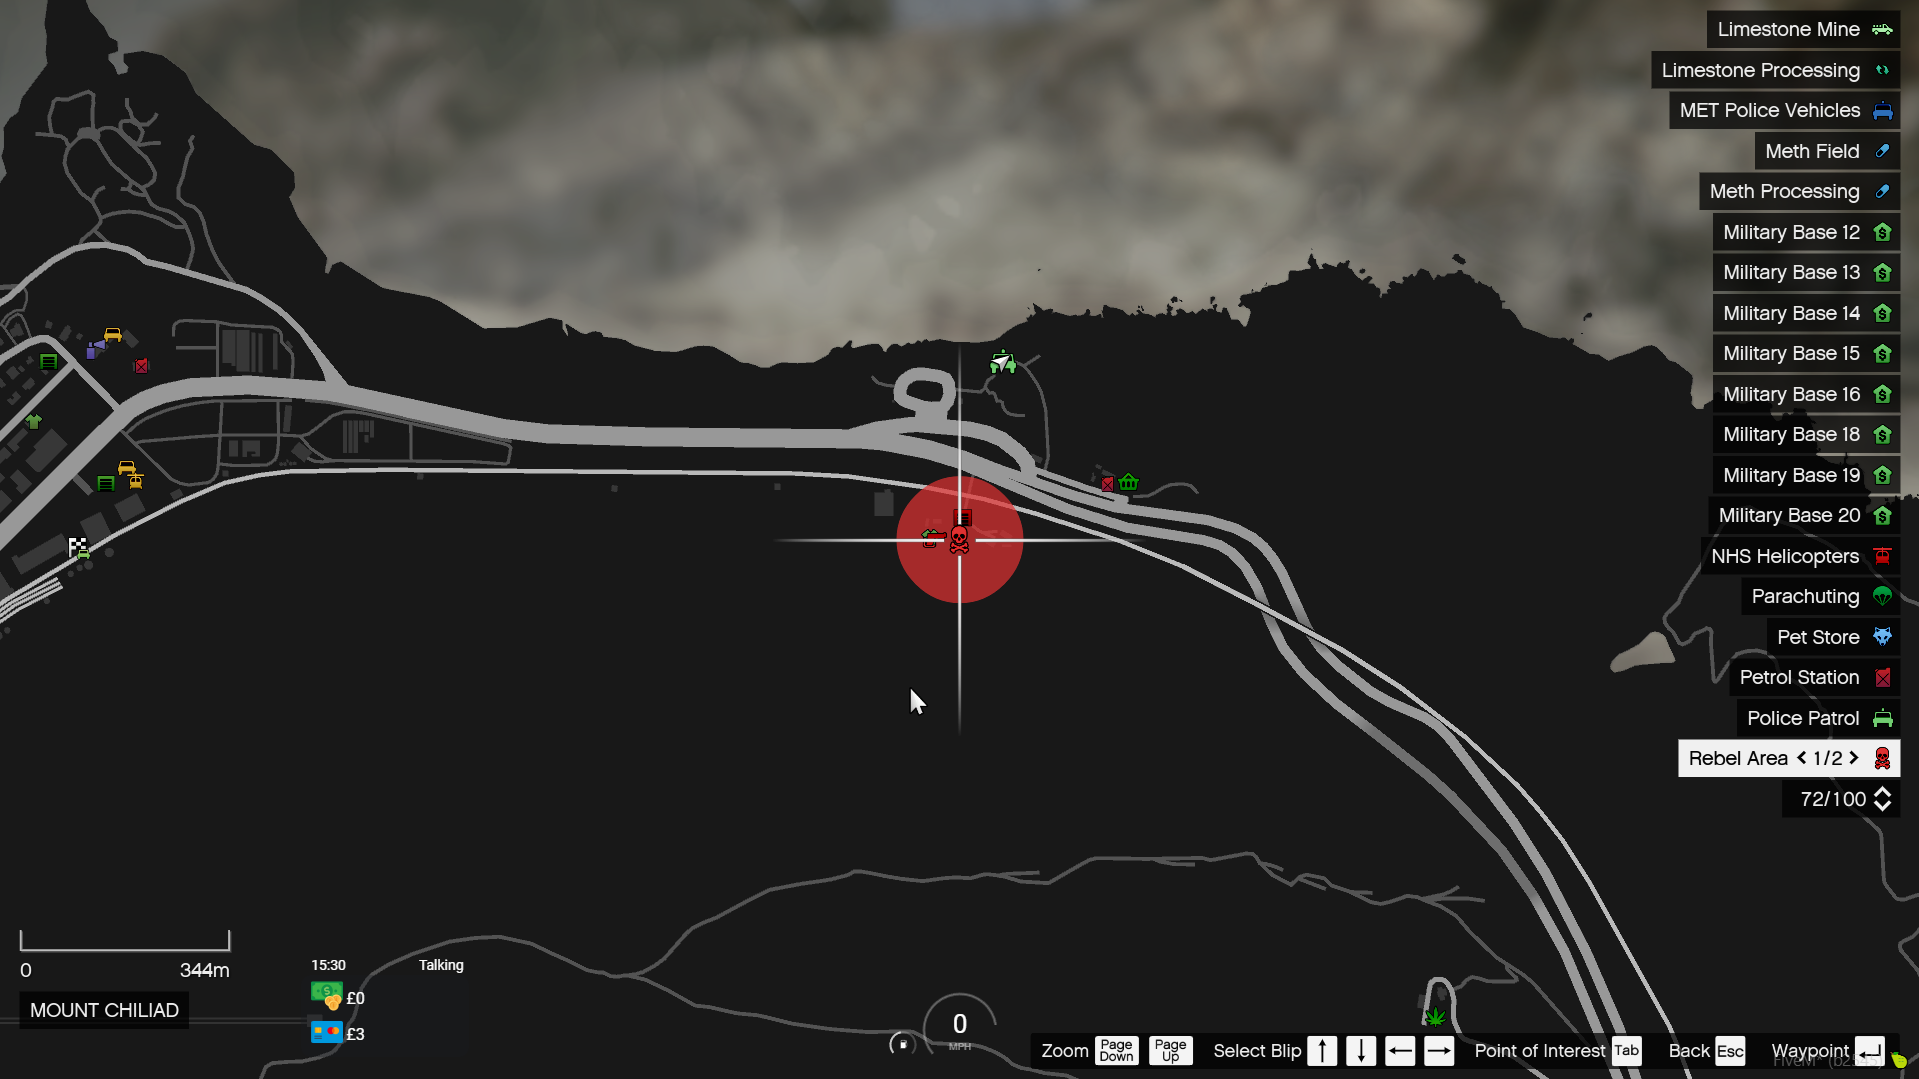 Limestone Mine
Limestone Processing
MET Police Vehicles
Meth Field
Meth Processing
Military Base 12
Military Base 13
Military Base 14
Military Base 15
Military Base 16
Military Base 18
Military Base 19
Military Base 20
NHS Helicopters
Parachuting
Pet Store
Petrol Station
Police Patrol
Rebel Area < 1/2 >
72/100
0 344m
MOUNT CHILIAD
15:30 Talking
£0
£3
0
MPH
Zoom Page Down Page Up Select Blip ↑ ↓ ← → Point of Interest Tab Back Esc Waypoint